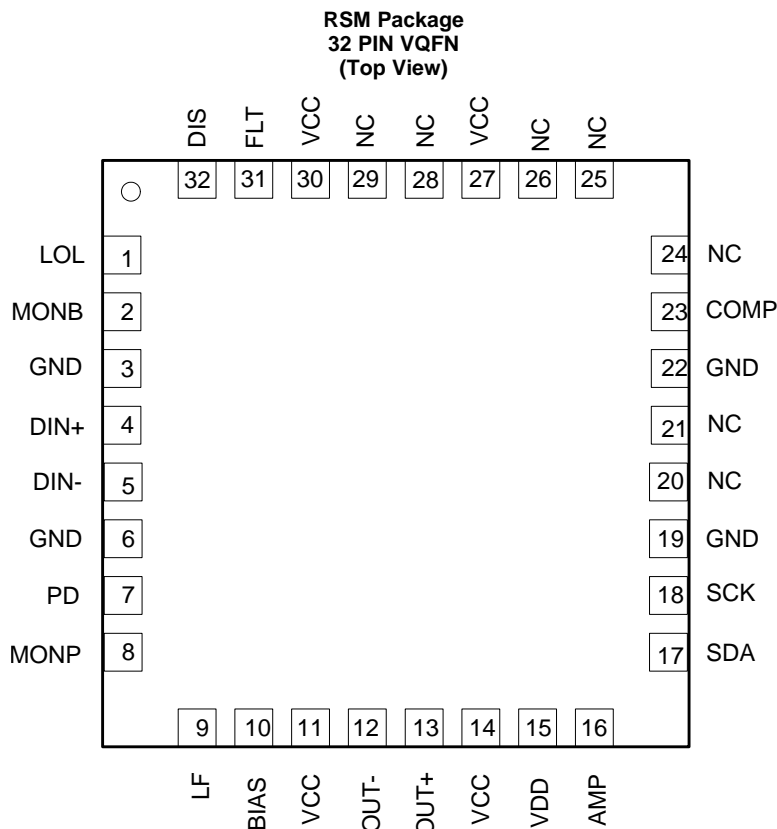 RSM Package
32 PIN VQFN
(Top View)
DIS FLT VCC NC NC VCC NC NC
32 31 30 29 28 27 26 25
LOL 1 24 NC
MONB 2 23 COMP
GND 3 22 GND
DIN+ 4 21 NC
DIN- 5 20 NC
GND 6 19 GND
PD 7 18 SCK
MONP 8 17 SDA
9 10 11 12 13 14 15 16
LF BIAS VCC OUT- OUT+ VCC VDD AMP